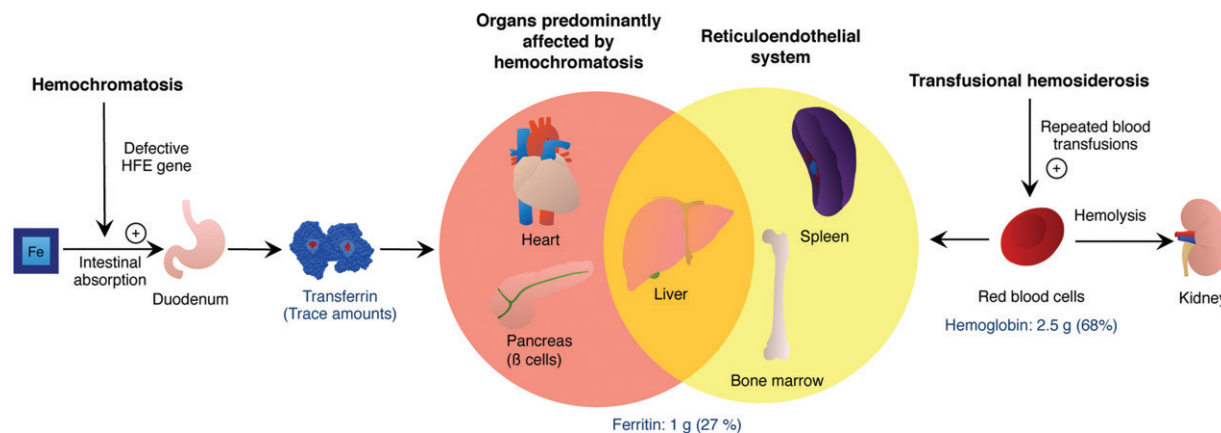 Organs predominantly
affected by
hemochromatosis
Reticuloendothelial
system
Hemochromatosis
Transfusional hemosiderosis
Defective
HFE gene
Repeated blood
transfusions
+
+
Fe
Intestinal
absorption
Duodenum
Transferrin
(Trace amounts)
Heart
Pancreas
(ß cells)
Liver
Spleen
Bone marrow
Hemolysis
Red blood cells
Kidney
Hemoglobin: 2.5 g (68%)
Ferritin: 1 g (27 %)